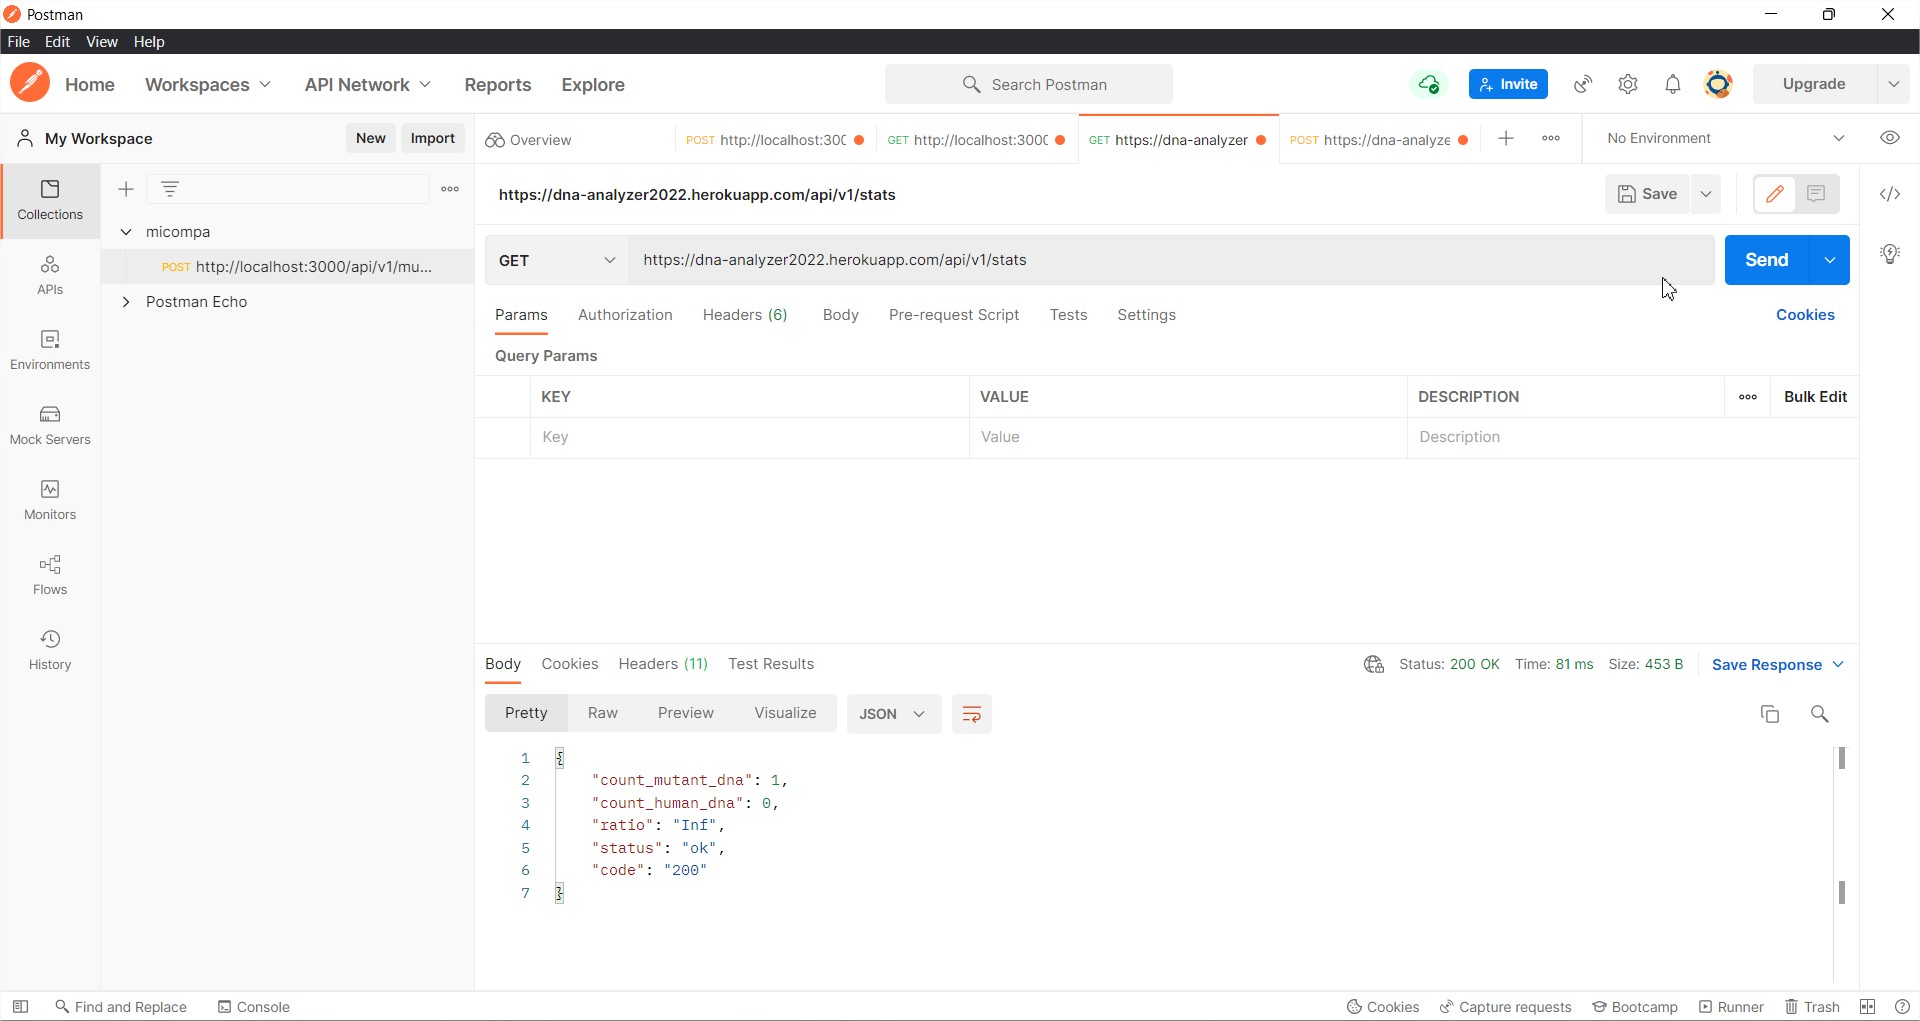 Postman
File Edit View Help
Home Workspaces API Network Reports Explore Search Postman Invite Upgrade
My Workspace New Import Overview POST http://localhost:300 GET http://localhost:3000 GET https://dna-analyzer POST https://dna-analyze No Environment
https://dna-analyzer2022.herokuapp.com/api/v1/stats Save
Collections
micompa
GET https://dna-analyzer2022.herokuapp.com/api/v1/stats Send
POST http://localhost:3000/api/v1/mu...
APIs
Postman Echo
Params Authorization Headers (6) Body Pre-request Script Tests Settings Cookies
Environments
Query Params
KEY VALUE DESCRIPTION Bulk Edit
Mock Servers
Key Value Description
Monitors
Flows
History
Body Cookies Headers (11) Test Results Status: 200 OK Time: 81 ms Size: 453 B Save Response
Pretty Raw Preview Visualize JSON
1 {
2 "count_mutant_dna": 1,
3 "count_human_dna": 0,
4 "ratio": "Inf",
5 "status": "ok",
6 "code": "200"
7 }
Find and Replace Console Cookies Capture requests Bootcamp Runner Trash